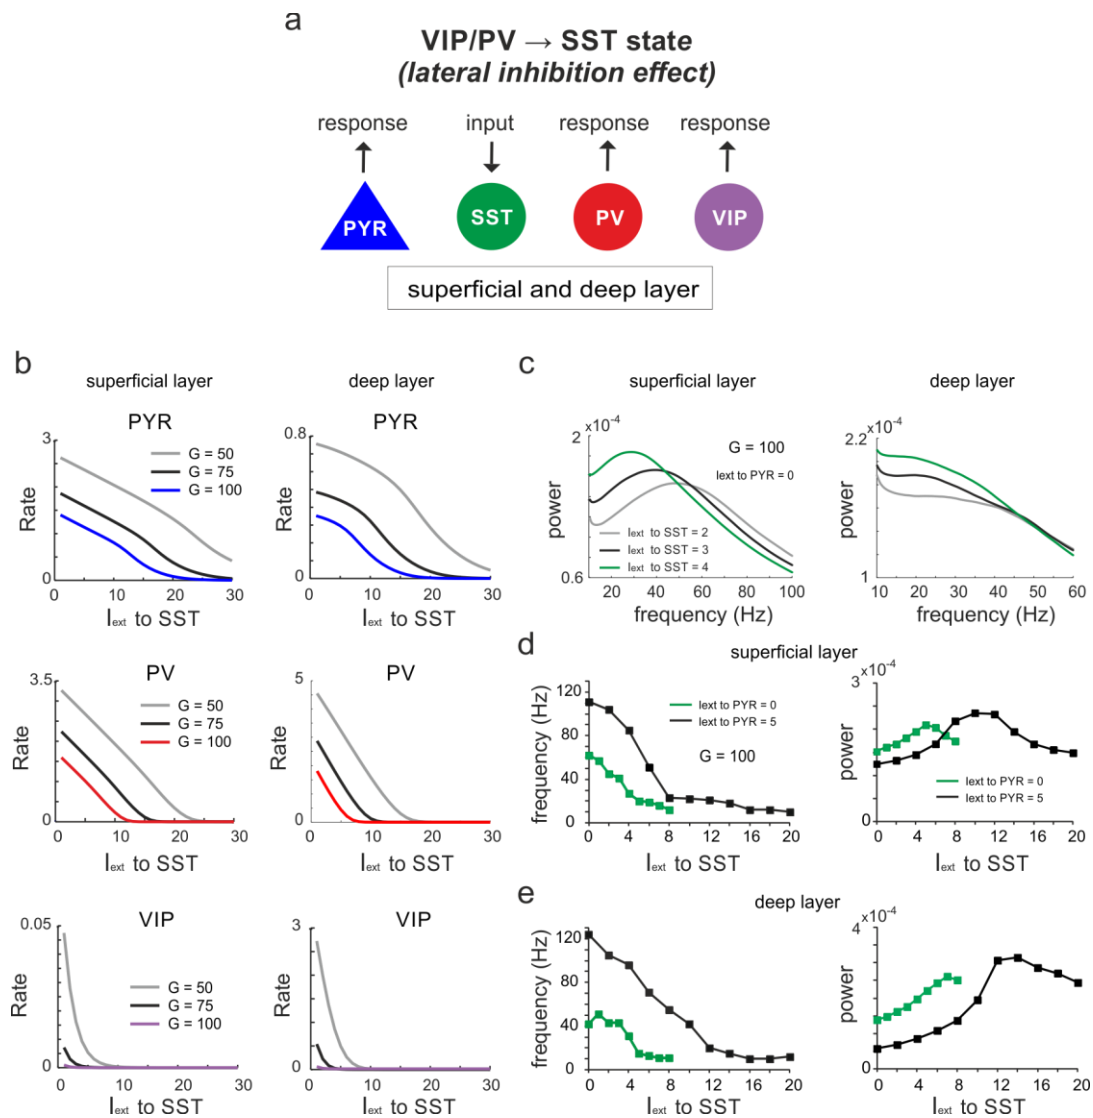 a
VIP/PV → SST state
(lateral inhibition effect)
response input response response
PYR SST PV VIP
superficial and deep layer
b
superficial layer
deep layer
PYR
3
Rate
0
G = 50
G = 75
G = 100
0 10 20 30
Iext to SST
PYR
0.8
0
0 10 20 30
Iext to SST
PV
3.5
Rate
0
G = 50
G = 75
G = 100
0 10 20 30
Iext to SST
PV
5
0
0 10 20 30
Iext to SST
VIP
0.05
Rate
0
G = 50
G = 75
G = 100
0 10 20 30
Iext to SST
VIP
3
Rate
0
0 10 20 30
Iext to SST
c
superficial layer
x10-4
2
power
0.6
G = 100
Iext to PYR = 0
Iext to SST = 2
Iext to SST = 3
Iext to SST = 4
20 40 60 80 100
frequency (Hz)
deep layer
x10-4
2.2
power
1
10 20 30 40 50 60
frequency (Hz)
d
superficial layer
frequency (Hz)
120
80
40
0
Iext to PYR = 0
Iext to PYR = 5
G = 100
0 4 8 12 16 20
Iext to SST
x10-4
3
power
0
Iext to PYR = 0
Iext to PYR = 5
0 4 8 12 16 20
Iext to SST
e
deep layer
frequency (Hz)
120
80
40
0
0 4 8 12 16 20
Iext to SST
x10-4
4
power
0
0 4 8 12 16 20
Iext to SST